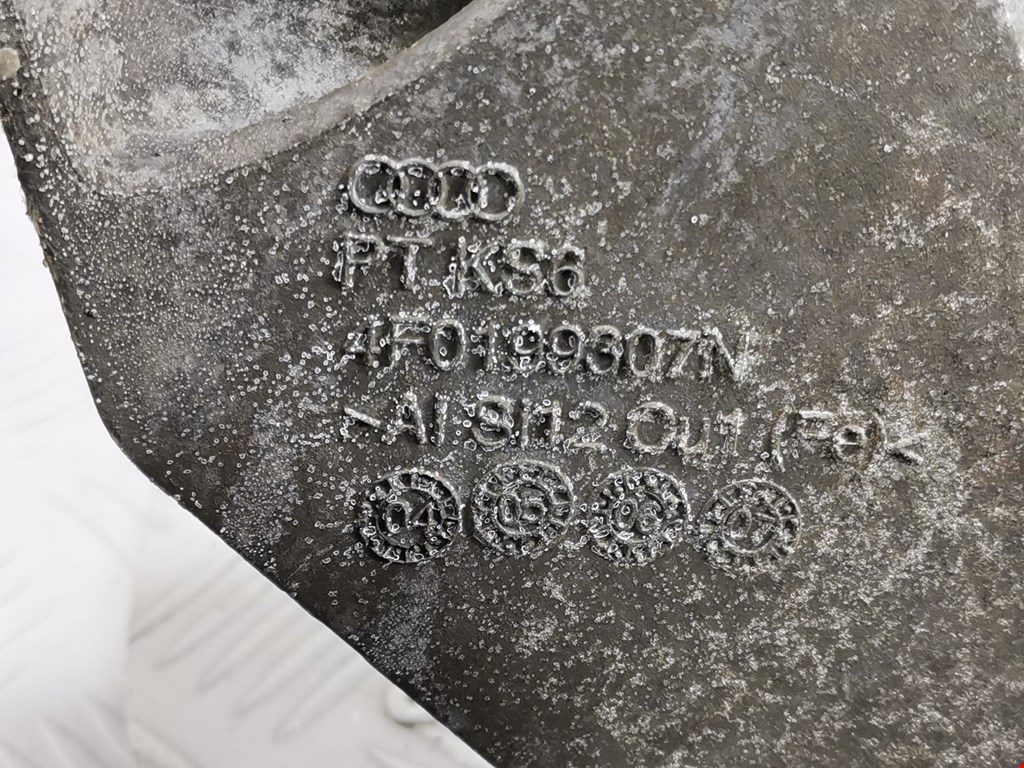 PT KS6
4F0199307N
>Al Si12 Cu1 (Fe)<
04 05 06 07